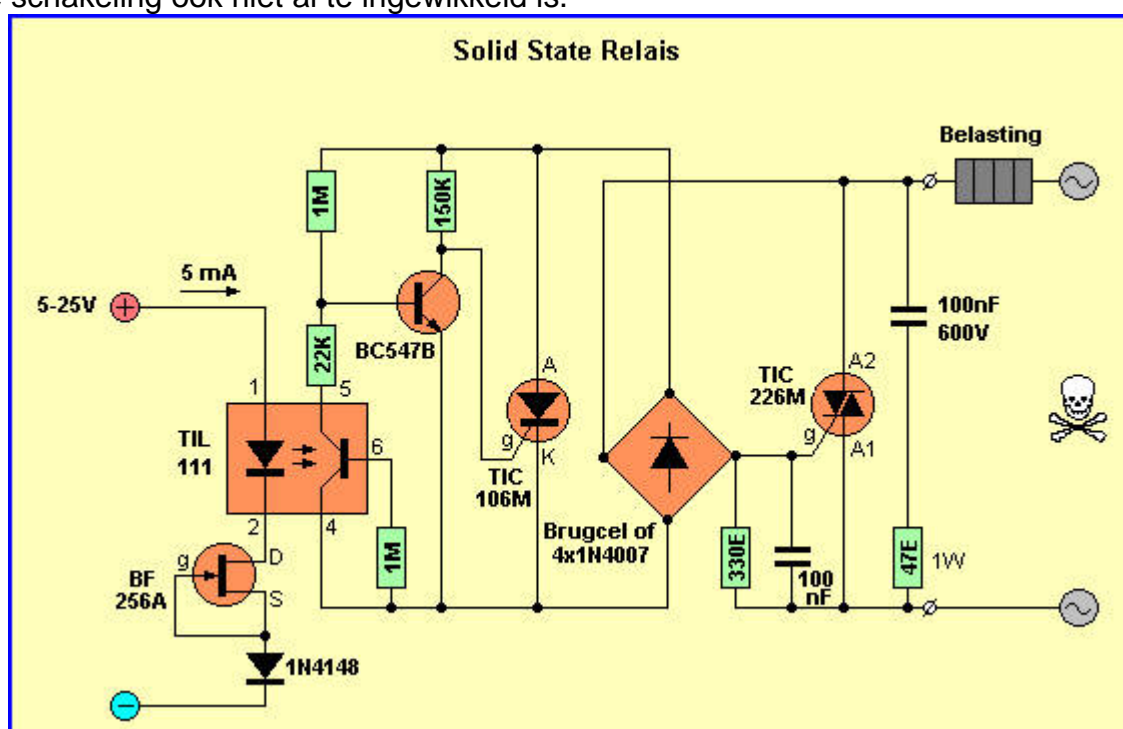 schakeling ook niet al te ingewikkeld is.
Solid State Relais
Belasting
1M
150K
5 mA
5-25V
100nF
600V
22K
BC547B
A
TIC
226M
A2
1
5
g
A1
TIL
111
6
g
K
TIC
106M
2
4
Brugcel of
4x1N4007
1M
330E
100
nF
47E
1W
g
D
BF
256A
S
1N4148